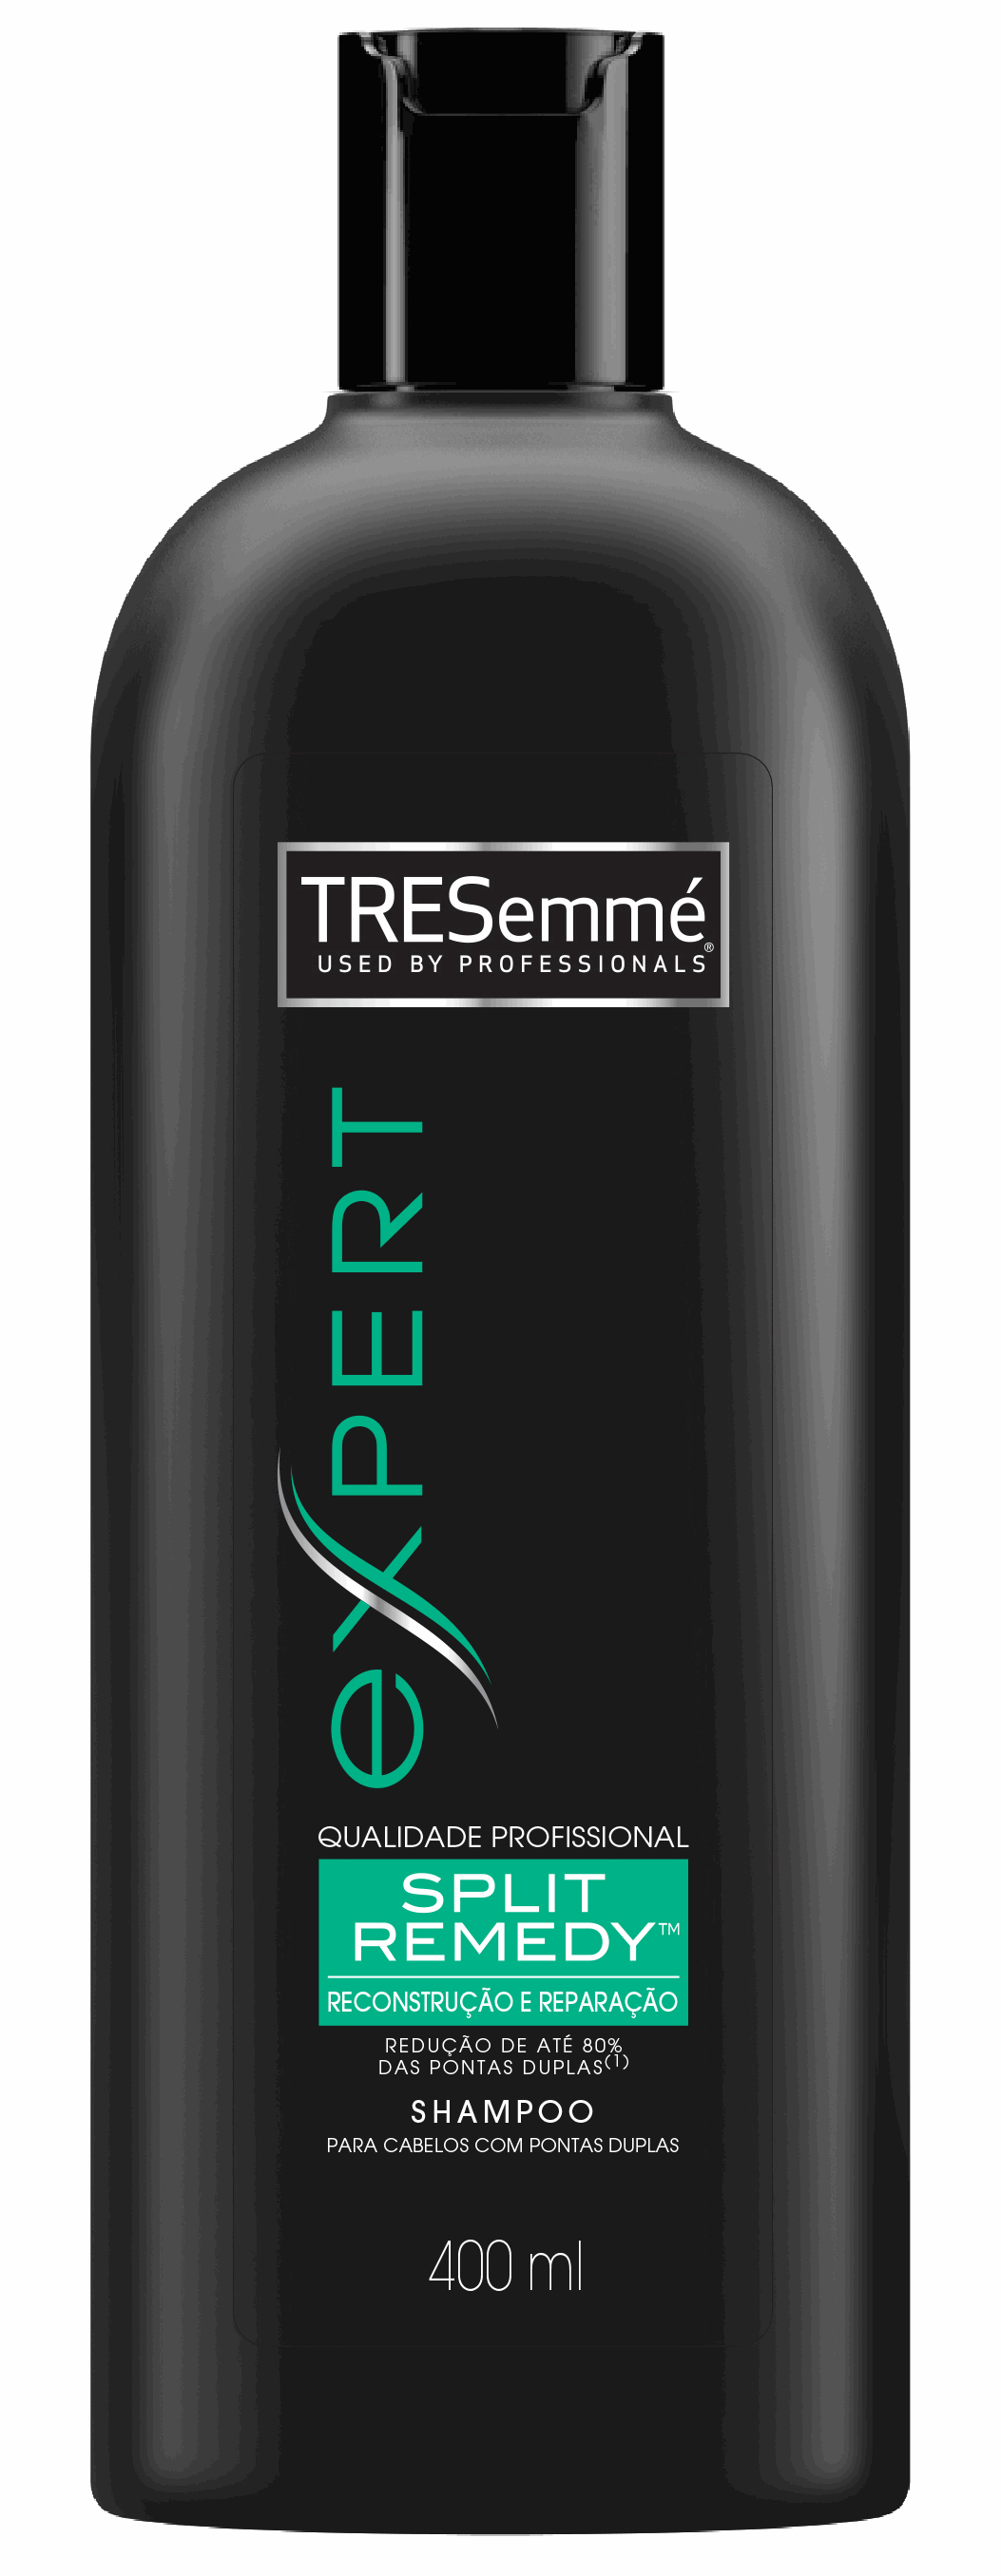 TRESemmé®
USED BY PROFESSIONALS
eXPERT
QUALIDADE PROFISSIONAL
SPLIT
REMEDY™
RECONSTRUÇÃO E REPARAÇÃO
REDUÇÃO DE ATÉ 80%
DAS PONTAS DUPLAS(1)
SHAMPOO
PARA CABELOS COM PONTAS DUPLAS
400 ml